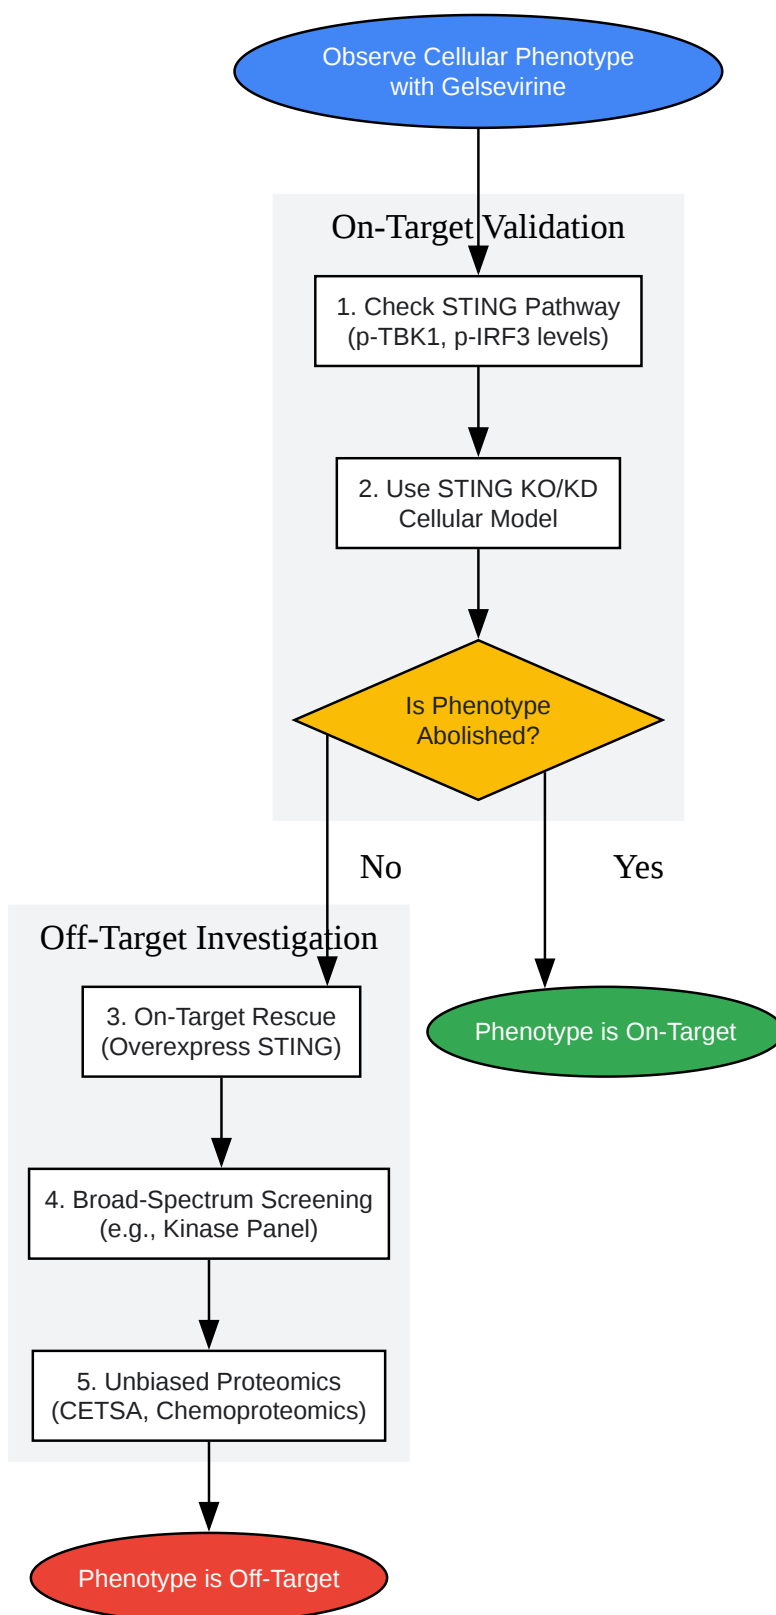 Observe Cellular Phenotype
with Gelsevirine
On-Target Validation
1. Check STING Pathway
(p-TBK1, p-IRF3 levels)
2. Use STING KO/KD
Cellular Model
Is Phenotype
Abolished?
No
Yes
Off-Target Investigation
3. On-Target Rescue
(Overexpress STING)
Phenotype is On-Target
4. Broad-Spectrum Screening
(e.g., Kinase Panel)
5. Unbiased Proteomics
(CETSA, Chemoproteomics)
Phenotype is Off-Target